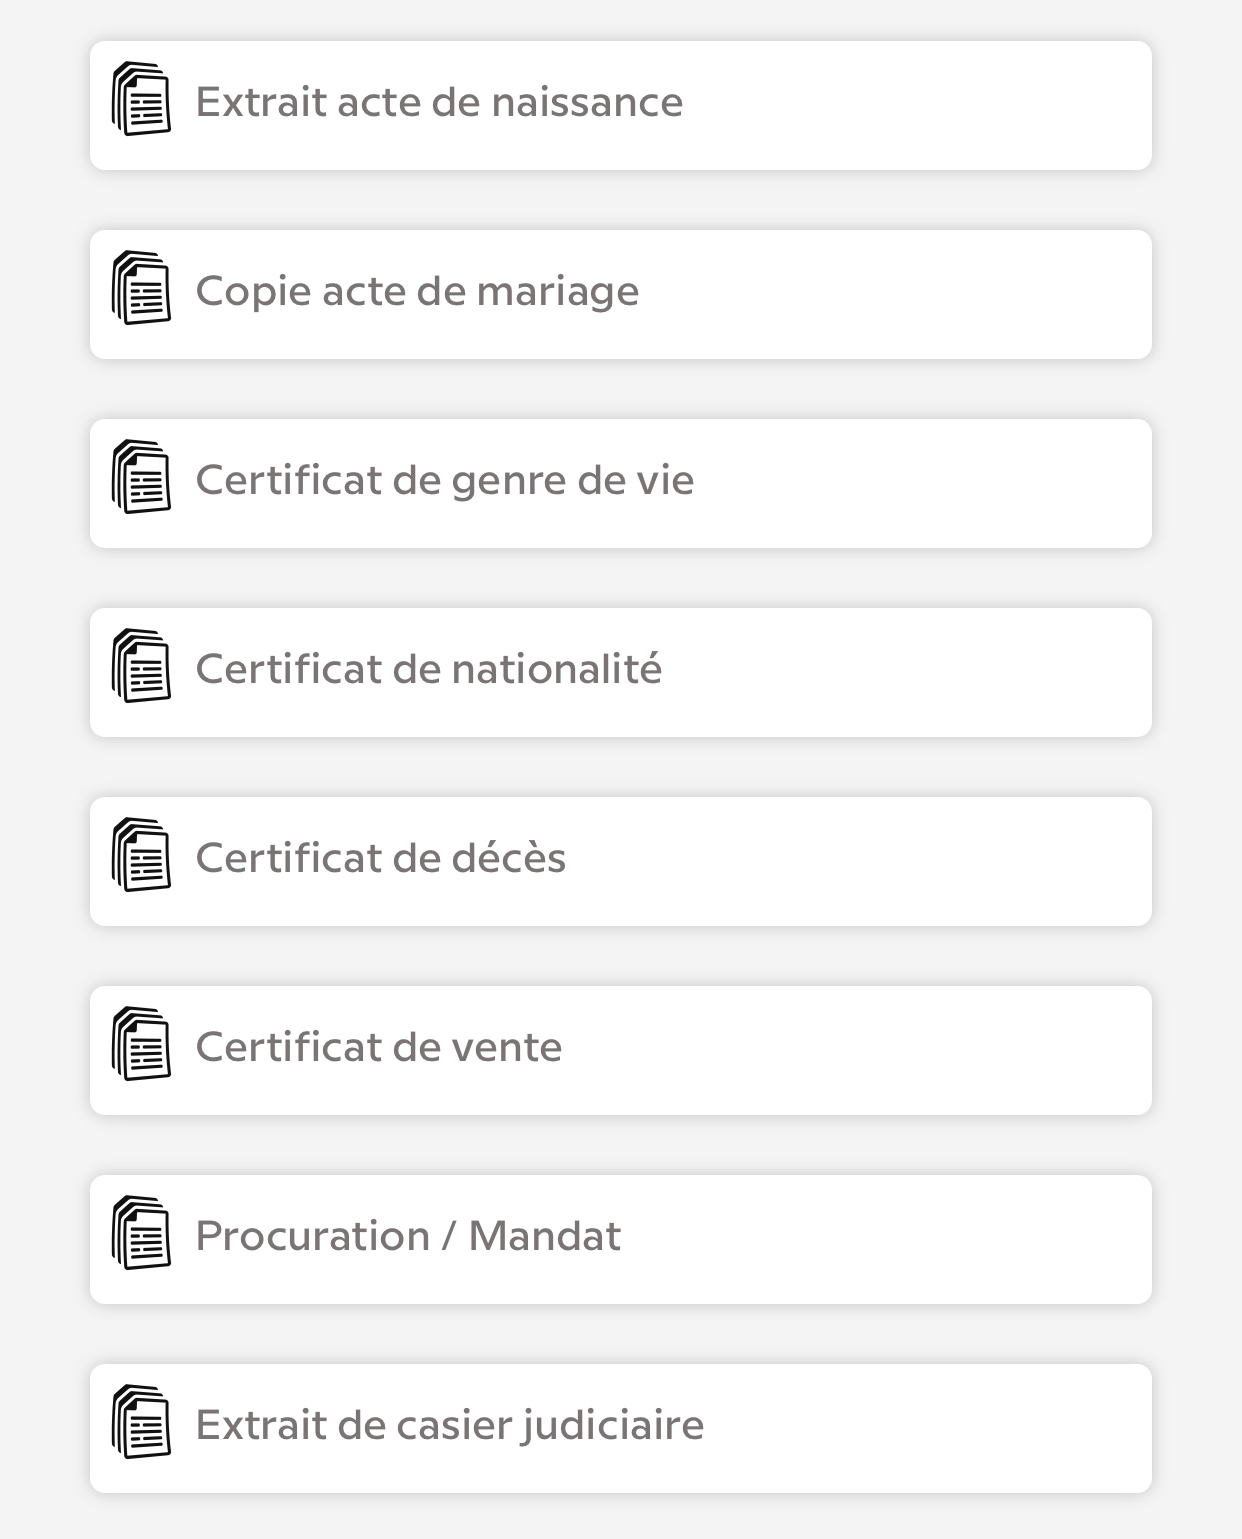 Extrait acte de naissance
Copie acte de mariage
Certificat de genre de vie
Certificat de nationalité
Certificat de décès
Certificat de vente
Procuration / Mandat
Extrait de casier judiciaire